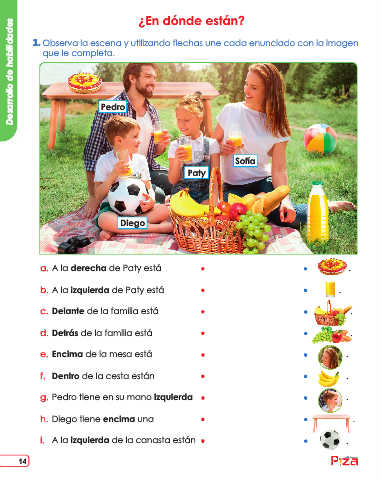 ¿En dónde están?
Desarrollo de habilidades
1. Observa la escena y utilizando flechas une cada enunciado con la imagen
que le completa.
Pedro
Sofía
Paty
Diego
a. A la derecha de Paty está
b. A la izquierda de Paty está
c. Delante de la familia está
d. Detrás de la familia está
e. Encima de la mesa está
f. Dentro de la cesta están
g. Pedro tiene en su mano izquierda
h. Diego tiene encima una
i. A la izquierda de la canasta están
14
Piza